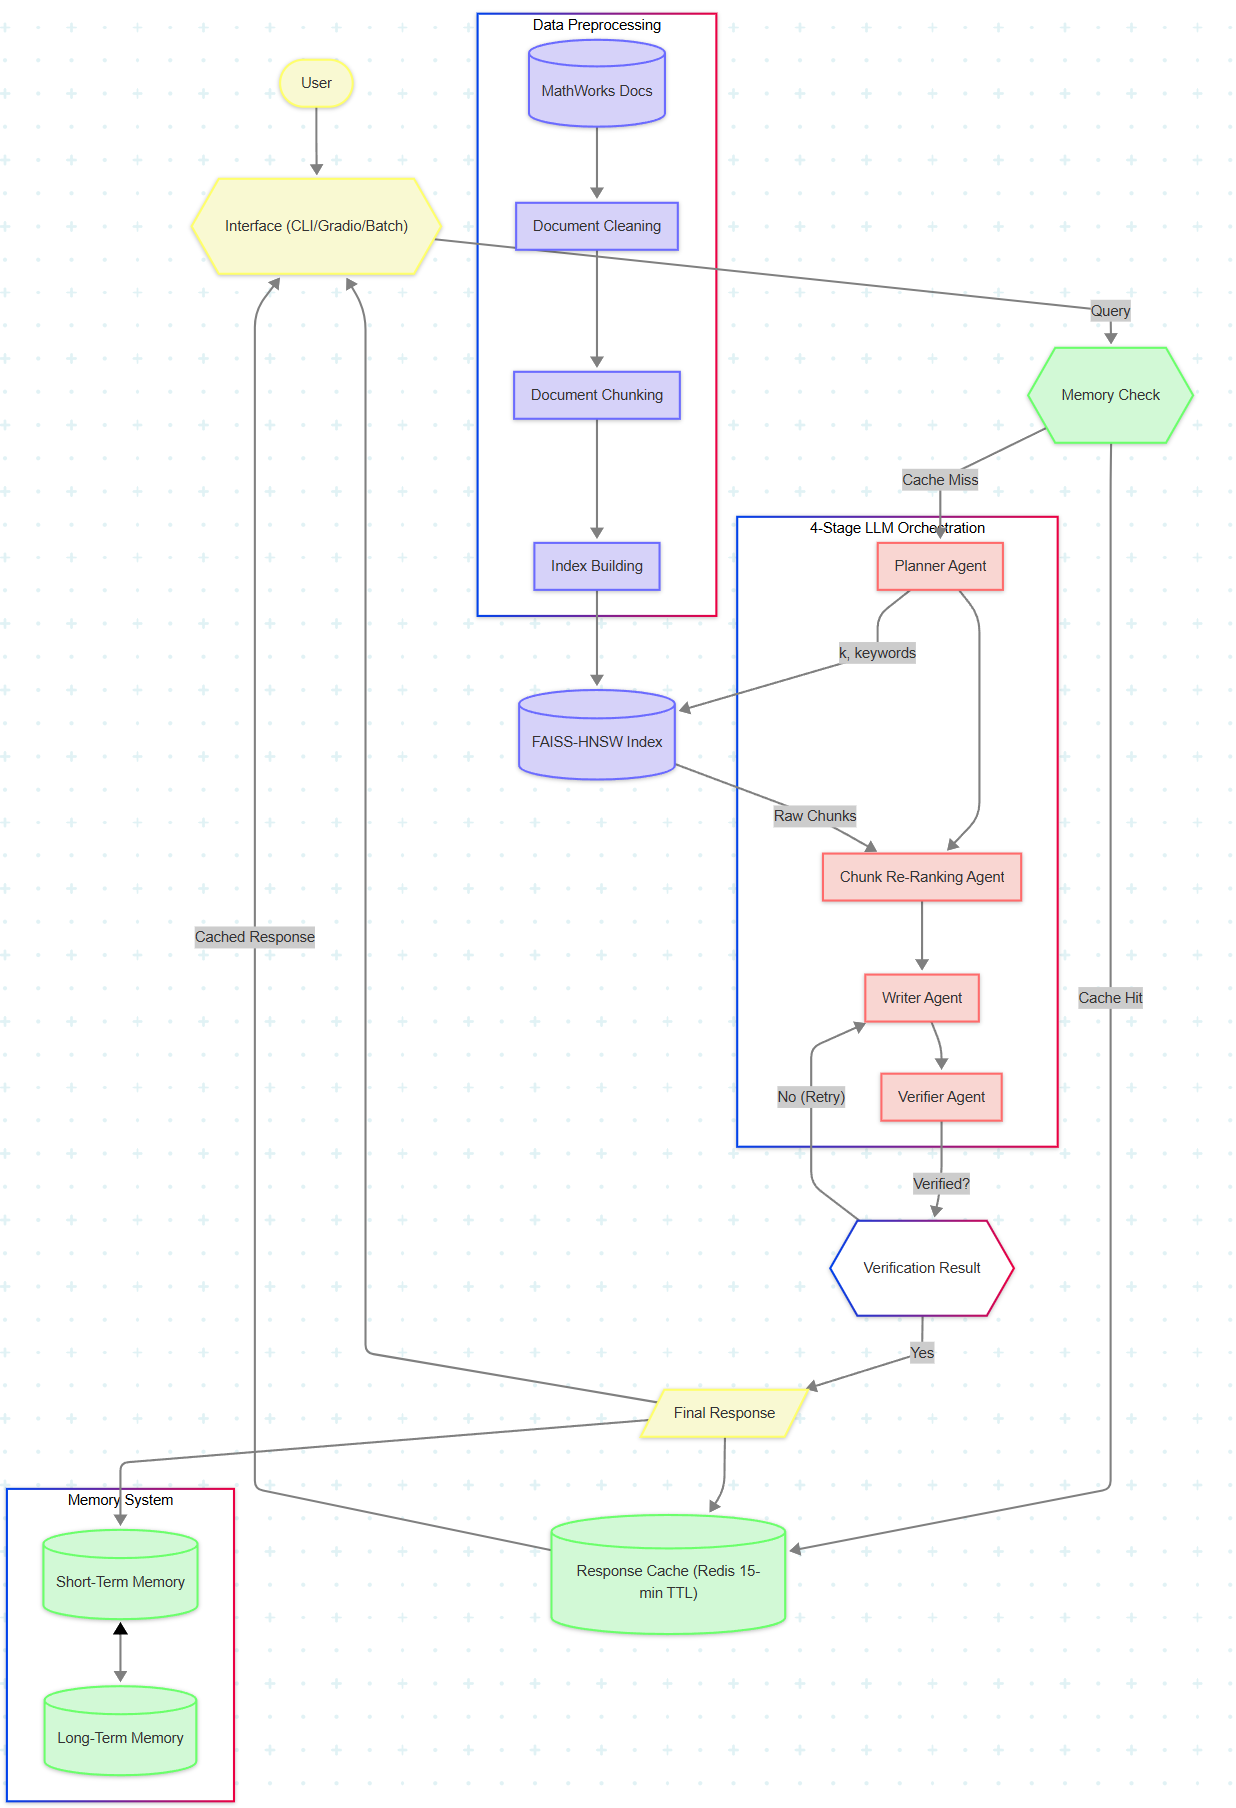 Data Preprocessing
User
MathWorks Docs
Interface (CLI/Gradio/Batch)
Document Cleaning
Query
Document Chunking
Memory Check
Cache Miss
4-Stage LLM Orchestration
Index Building
Planner Agent
k, keywords
FAISS-HNSW Index
Raw Chunks
Chunk Re-Ranking Agent
Cached Response
Writer Agent
Cache Hit
No (Retry)
Verifier Agent
Verified?
Verification Result
Yes
Final Response
Memory System
Short-Term Memory
Response Cache (Redis 15-
min TTL)
Long-Term Memory